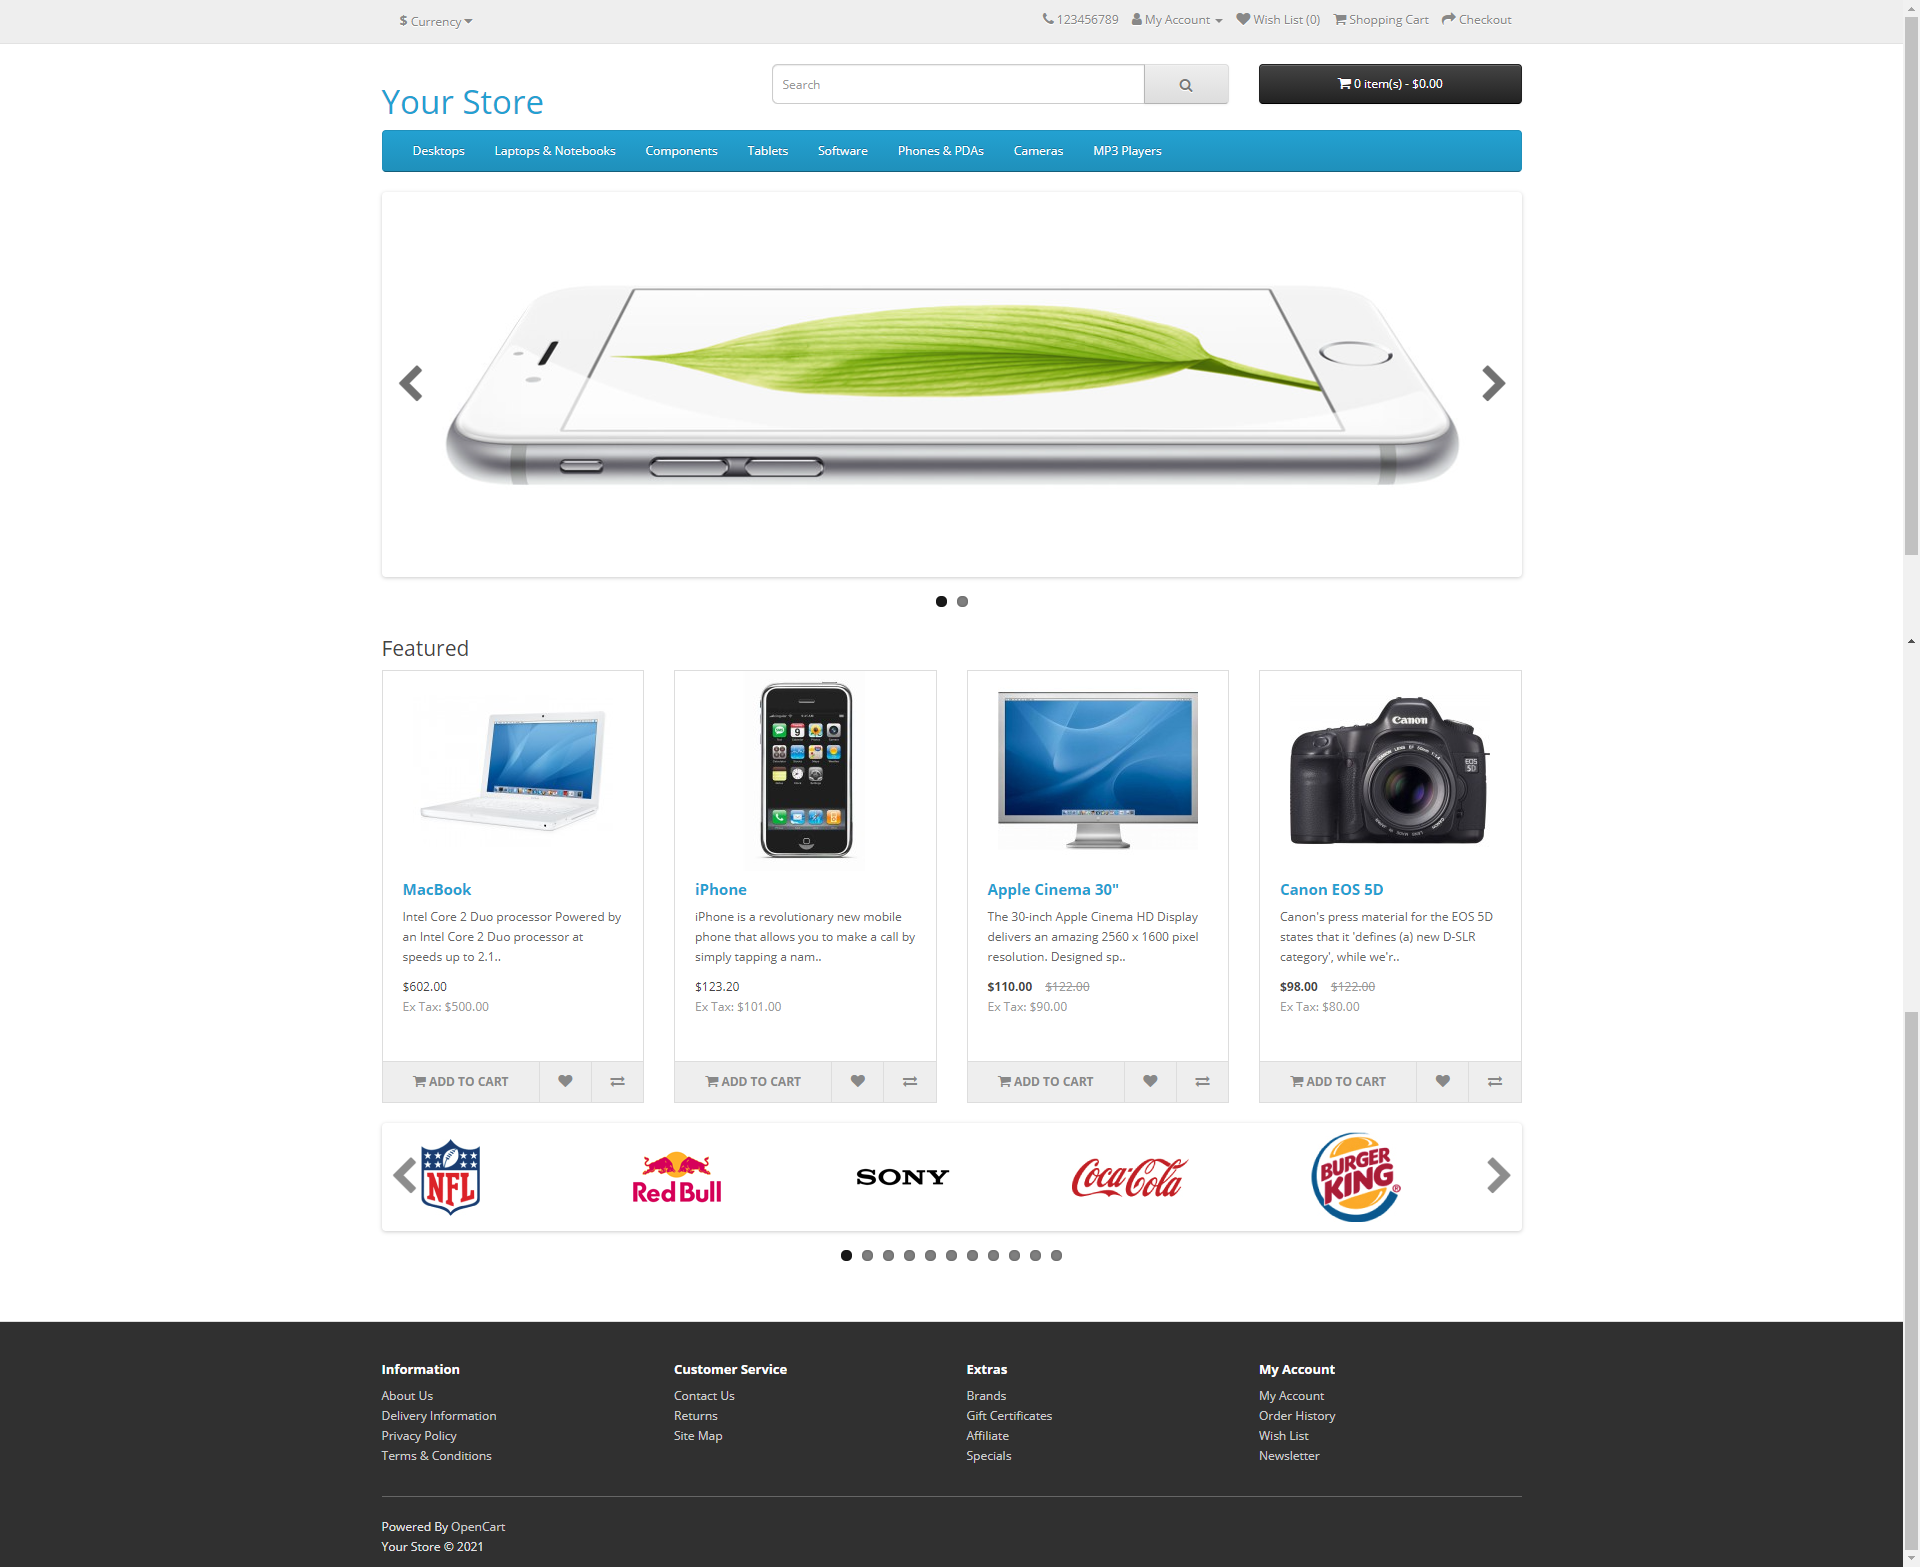 $ Currency
123456789 My Account Wish List (0) Shopping Cart Checkout
Your Store
Search
0 item(s) - $0.00
Desktops Laptops & Notebooks Components Tablets Software Phones & PDAs Cameras MP3 Players
Featured
Canon
EOS 5D
MacBook
Intel Core 2 Duo processor Powered by
an Intel Core 2 Duo processor at
speeds up to 2.1..
$602.00
Ex Tax: $500.00
ADD TO CART
iPhone
iPhone is a revolutionary new mobile
phone that allows you to make a call by
simply tapping a nam..
$123.20
Ex Tax: $101.00
ADD TO CART
Apple Cinema 30"
The 30-inch Apple Cinema HD Display
delivers an amazing 2560 x 1600 pixel
resolution. Designed sp..
$110.00 $122.00
Ex Tax: $90.00
ADD TO CART
Canon EOS 5D
Canon's press material for the EOS 5D
states that it 'defines (a) new D-SLR
category', while we'r..
$98.00 $122.00
Ex Tax: $80.00
ADD TO CART
NFL
Red Bull
SONY
Coca-Cola
BURGER KING®
Information
About Us
Delivery Information
Privacy Policy
Terms & Conditions
Customer Service
Contact Us
Returns
Site Map
Extras
Brands
Gift Certificates
Affiliate
Specials
My Account
My Account
Order History
Wish List
Newsletter
Powered By OpenCart
Your Store © 2021